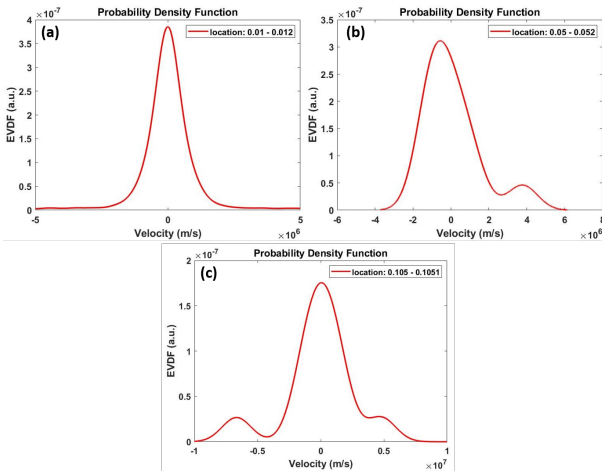 Probability Density Function
×10⁻⁷
(a)
location: 0.01 - 0.012
EVDF (a.u.)
4
3.5
3
2.5
2
1.5
1
0.5
0
-5
0
5
Velocity (m/s)
×10⁶
Probability Density Function
×10⁻⁷
(b)
location: 0.05 - 0.052
EVDF (a.u.)
3.5
3
2.5
2
1.5
1
0.5
0
-6
-4
-2
0
2
4
6
8
Velocity (m/s)
×10⁶
Probability Density Function
×10⁻⁷
(c)
location: 0.105 - 0.1051
EVDF (a.u.)
2
1.5
1
0.5
0
-1
-0.5
0
0.5
1
Velocity (m/s)
×10⁷